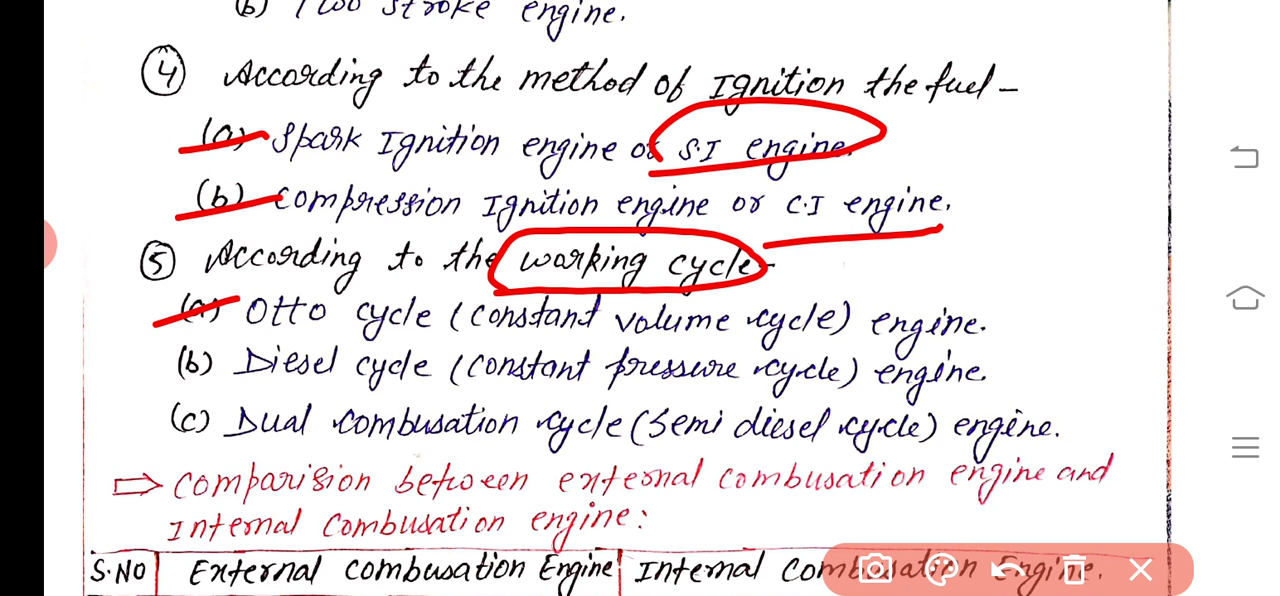 (b) Two stroke engine.
(4) According to the method of Ignition the fuel -
(a) Spark Ignition engine or S.I engine.
(b) Compression Ignition engine or C.I engine.
(5) According to the working cycle -
(a) Otto cycle (constant volume cycle) engine.
(b) Diesel cycle (constant pressure cycle) engine.
(c) Dual combusation cycle (semi diesel cycle) engine.
⇒ comparision between external combusation engine and
Internal Combusation engine:
S.NO External combusation Engine Internal Combusation Engine.